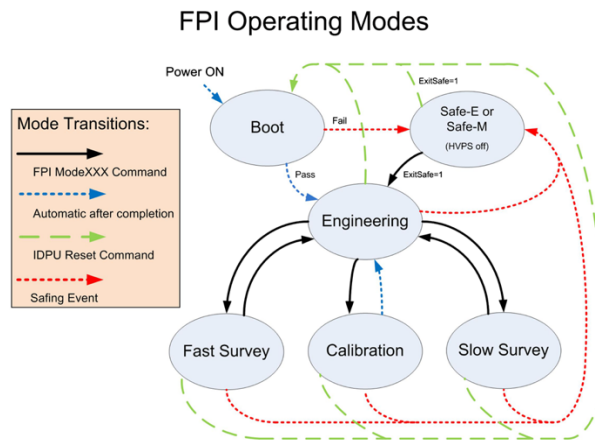 FPI Operating Modes
Power ON
ExitSafe=1
Mode Transitions:
FPI ModeXXX Command
Automatic after completion
IDPU Reset Command
Safing Event
Boot
Fail
Safe-E or
Safe-M
(HVPS off)
Pass
ExitSafe=1
Engineering
Fast Survey
Calibration
Slow Survey